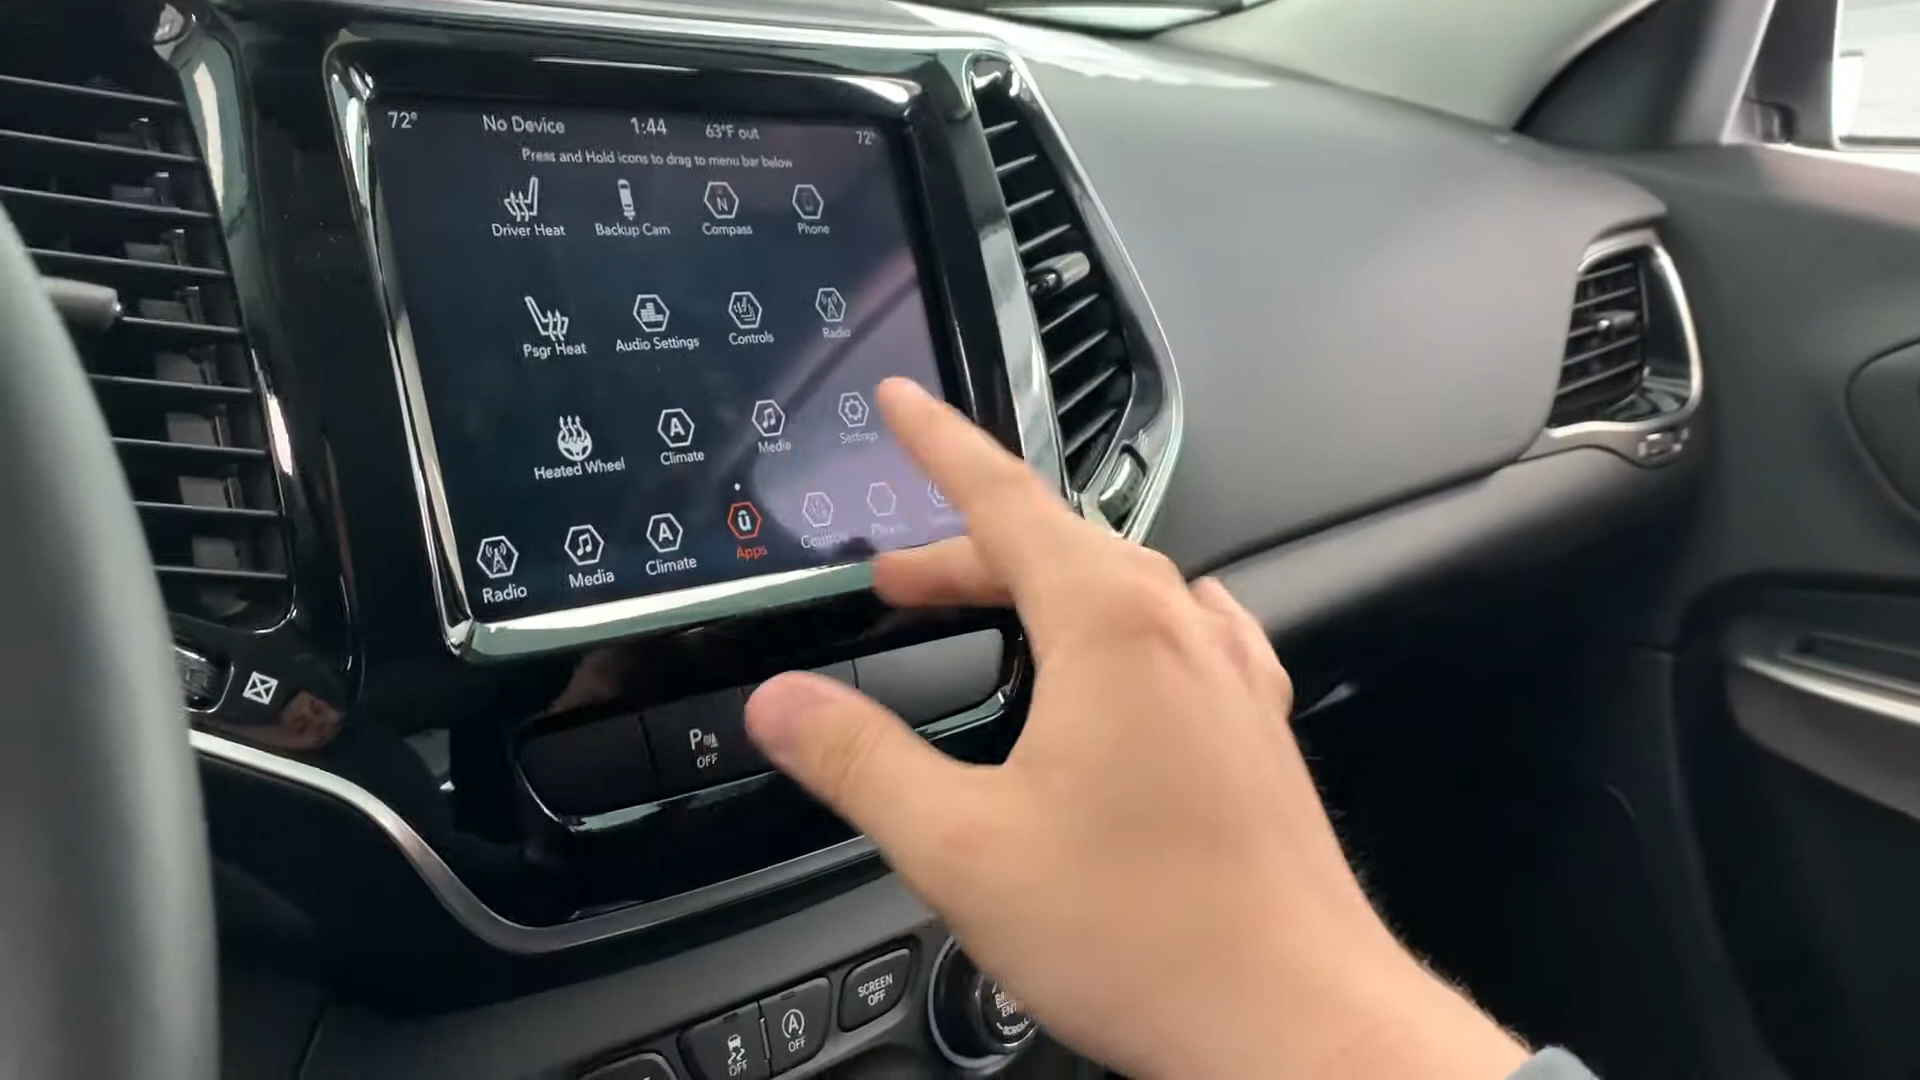 72° No Device 1:44 63°F out 72°
Press and Hold icons to drag to menu bar below
Driver Heat Backup Cam Compass Phone
N
Psgr Heat Audio Settings Controls Radio
A
Heated Wheel Climate Media Settings
A
û
Radio Media Climate Apps Controls
P
OFF
SCREEN
OFF
A
OFF
OFF
ENT